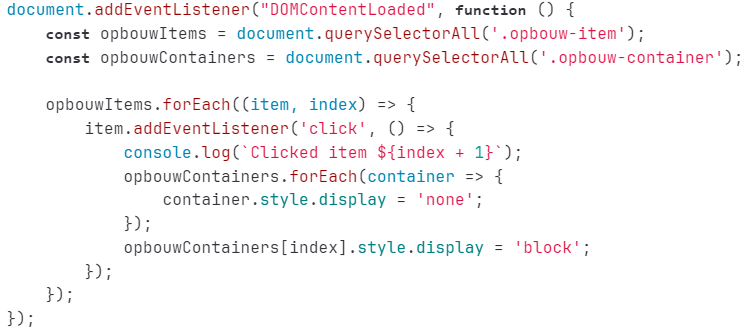 document.addEventListener("DOMContentLoaded", function () {
    const opbouwItems = document.querySelectorAll('.opbouw-item');
    const opbouwContainers = document.querySelectorAll('.opbouw-container');

    opbouwItems.forEach((item, index) => {
        item.addEventListener('click', () => {
            console.log(`Clicked item ${index + 1}`);
            opbouwContainers.forEach(container => {
                container.style.display = 'none';
            });
            opbouwContainers[index].style.display = 'block';
        });
    });
});